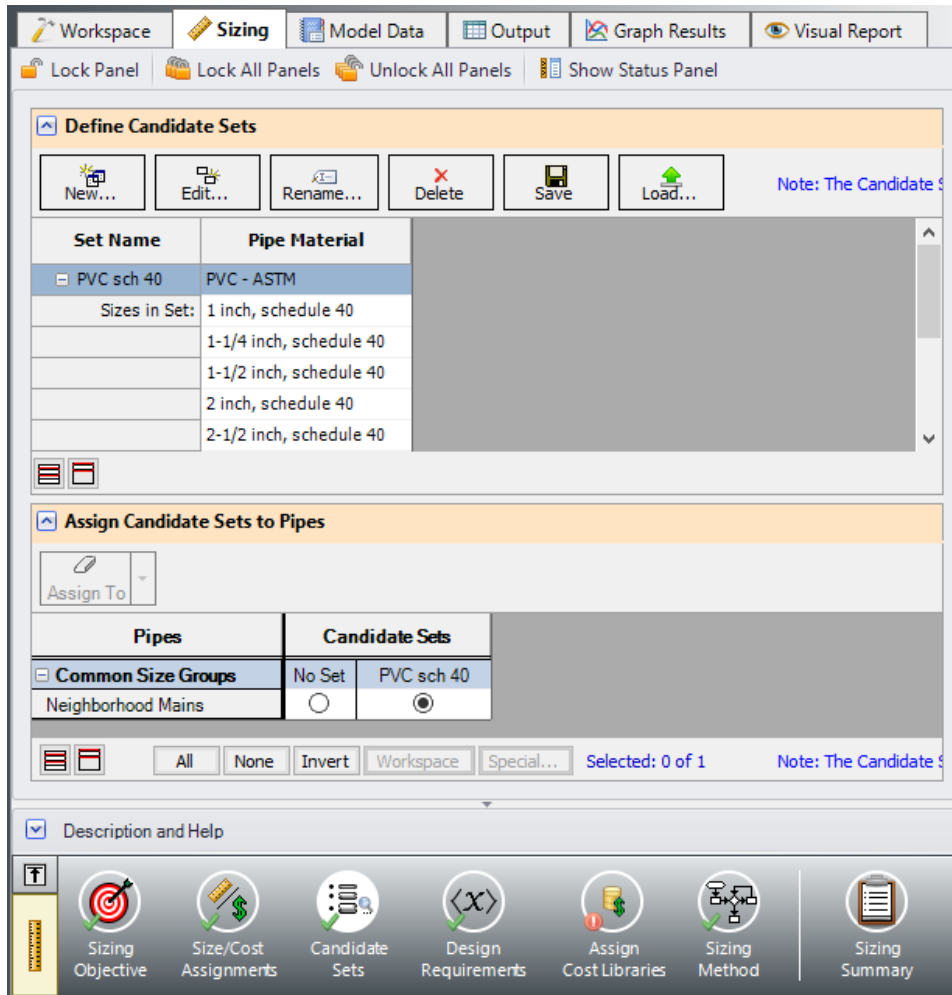 Workspace Sizing Model Data Output Graph Results Visual Report
Lock Panel Lock All Panels Unlock All Panels Show Status Panel
Define Candidate Sets
New... Edit... Rename... Delete Save Load... Note: The Candidate S
Set Name Pipe Material
PVC sch 40 PVC - ASTM
Sizes in Set: 1 inch, schedule 40
1-1/4 inch, schedule 40
1-1/2 inch, schedule 40
2 inch, schedule 40
2-1/2 inch, schedule 40
Assign Candidate Sets to Pipes
Assign To
Pipes Candidate Sets
Common Size Groups No Set PVC sch 40
Neighborhood Mains
All None Invert Workspace Special... Selected: 0 of 1 Note: The Candidate S
Description and Help
Sizing Objective
Size/Cost Assignments
Candidate Sets
Design Requirements
Assign Cost Libraries
Sizing Method
Sizing Summary